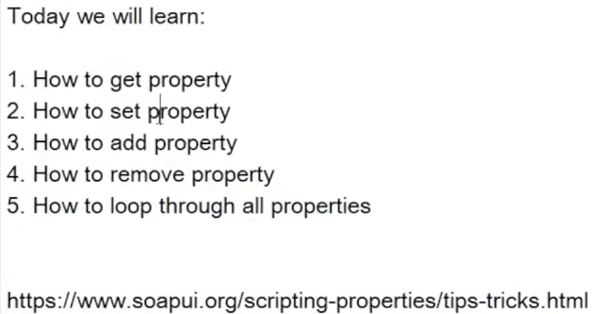 Today we will learn:
1. How to get property
2. How to set property
3. How to add property
4. How to remove property
5. How to loop through all properties
https://www.soapui.org/scripting-properties/tips-tricks.html